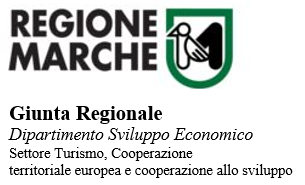 REGIONE
MARCHE
Giunta Regionale
Dipartimento Sviluppo Economico
Settore Turismo, Cooperazione
territoriale europea e cooperazione allo sviluppo